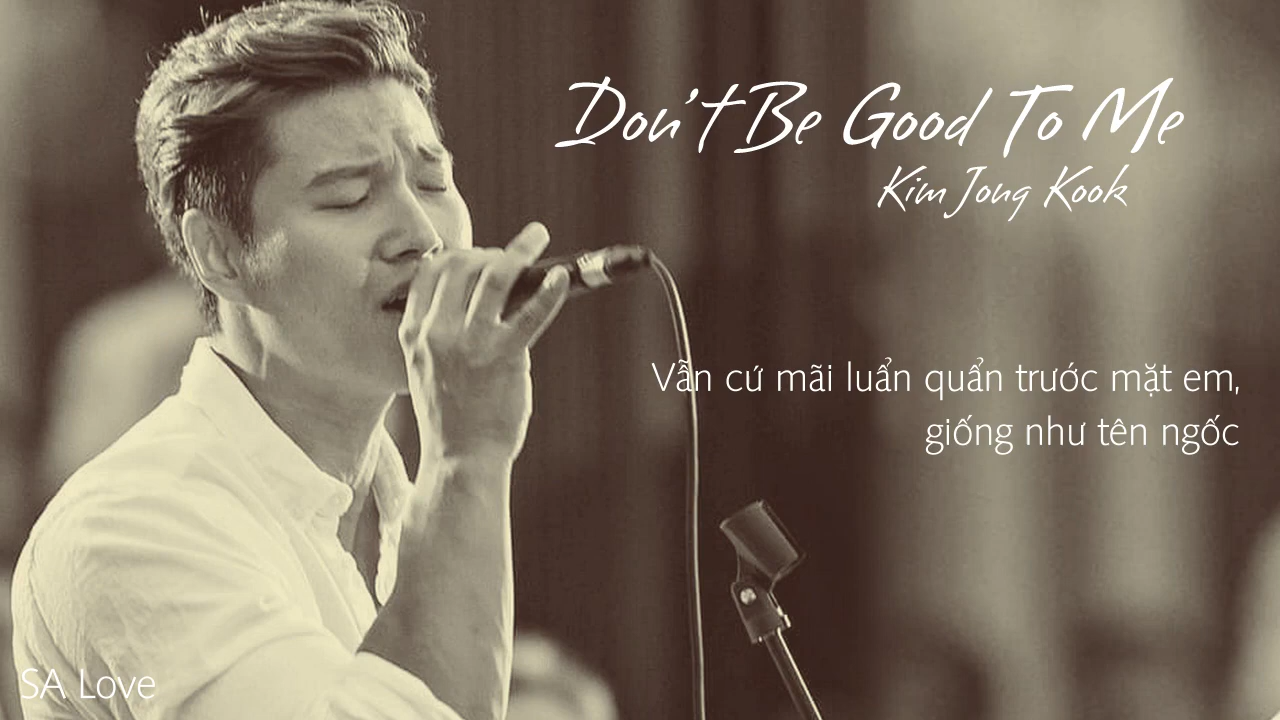 Don't Be Good To Me
Kim Jong Kook
Vẫn cứ mãi luẩn quẩn trước mặt em,
giống như tên ngốc
SA Love